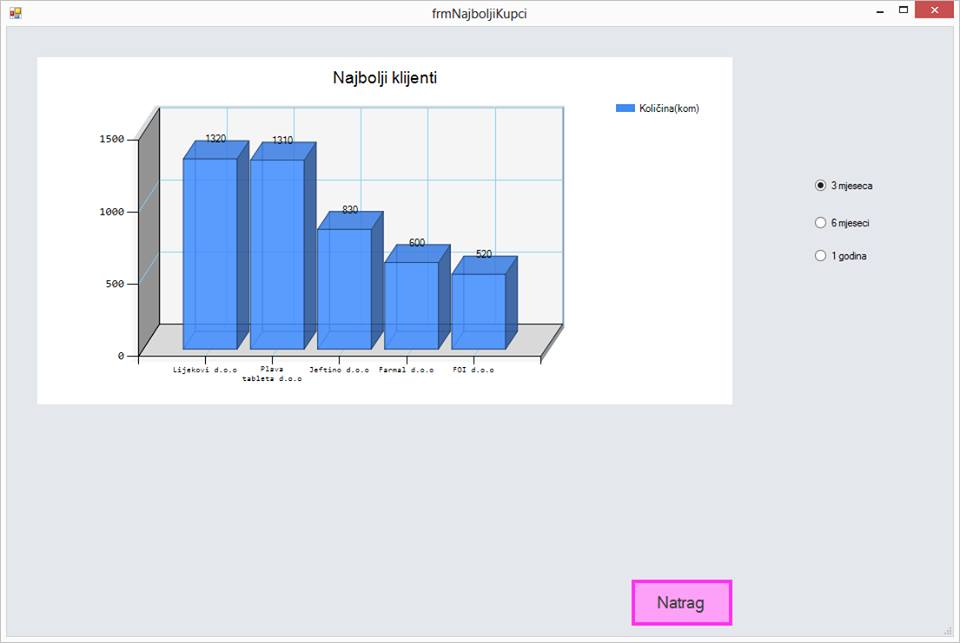 frmNajboljiKupci
Najbolji klijenti
Količina(kom)
1500
1000
500
0
1320
1310
830
600
520
Lijekovi d.o.o
Plava
tableta d.o.o
Jeftino d.o.o
Farmal d.o.o
FOI d.o.o
3 mjeseca
6 mjeseci
1 godina
Natrag